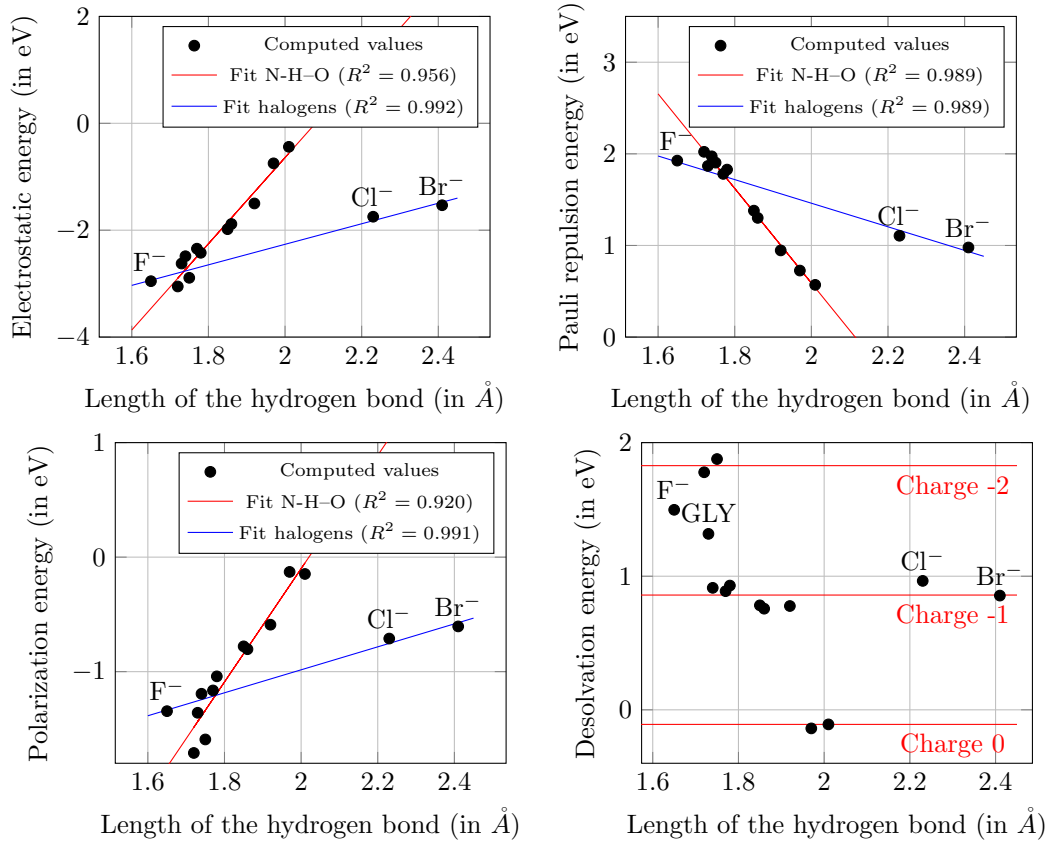 Electrostatic energy (in eV)
2
0
−2
−4
Computed values
Fit N-H–O (R² = 0.956)
Fit halogens (R² = 0.992)
F⁻
Cl⁻
Br⁻
1.6 1.8 2 2.2 2.4
Length of the hydrogen bond (in Å)
Pauli repulsion energy (in eV)
3
2
1
0
Computed values
Fit N-H–O (R² = 0.989)
Fit halogens (R² = 0.989)
F⁻
Cl⁻
Br⁻
1.6 1.8 2 2.2 2.4
Length of the hydrogen bond (in Å)
Polarization energy (in eV)
1
0
−1
Computed values
Fit N-H–O (R² = 0.920)
Fit halogens (R² = 0.991)
F⁻
Cl⁻
Br⁻
1.6 1.8 2 2.2 2.4
Length of the hydrogen bond (in Å)
Desolvation energy (in eV)
2
1
0
Charge -2
F⁻
GLY
Cl⁻
Br⁻
Charge -1
Charge 0
1.6 1.8 2 2.2 2.4
Length of the hydrogen bond (in Å)